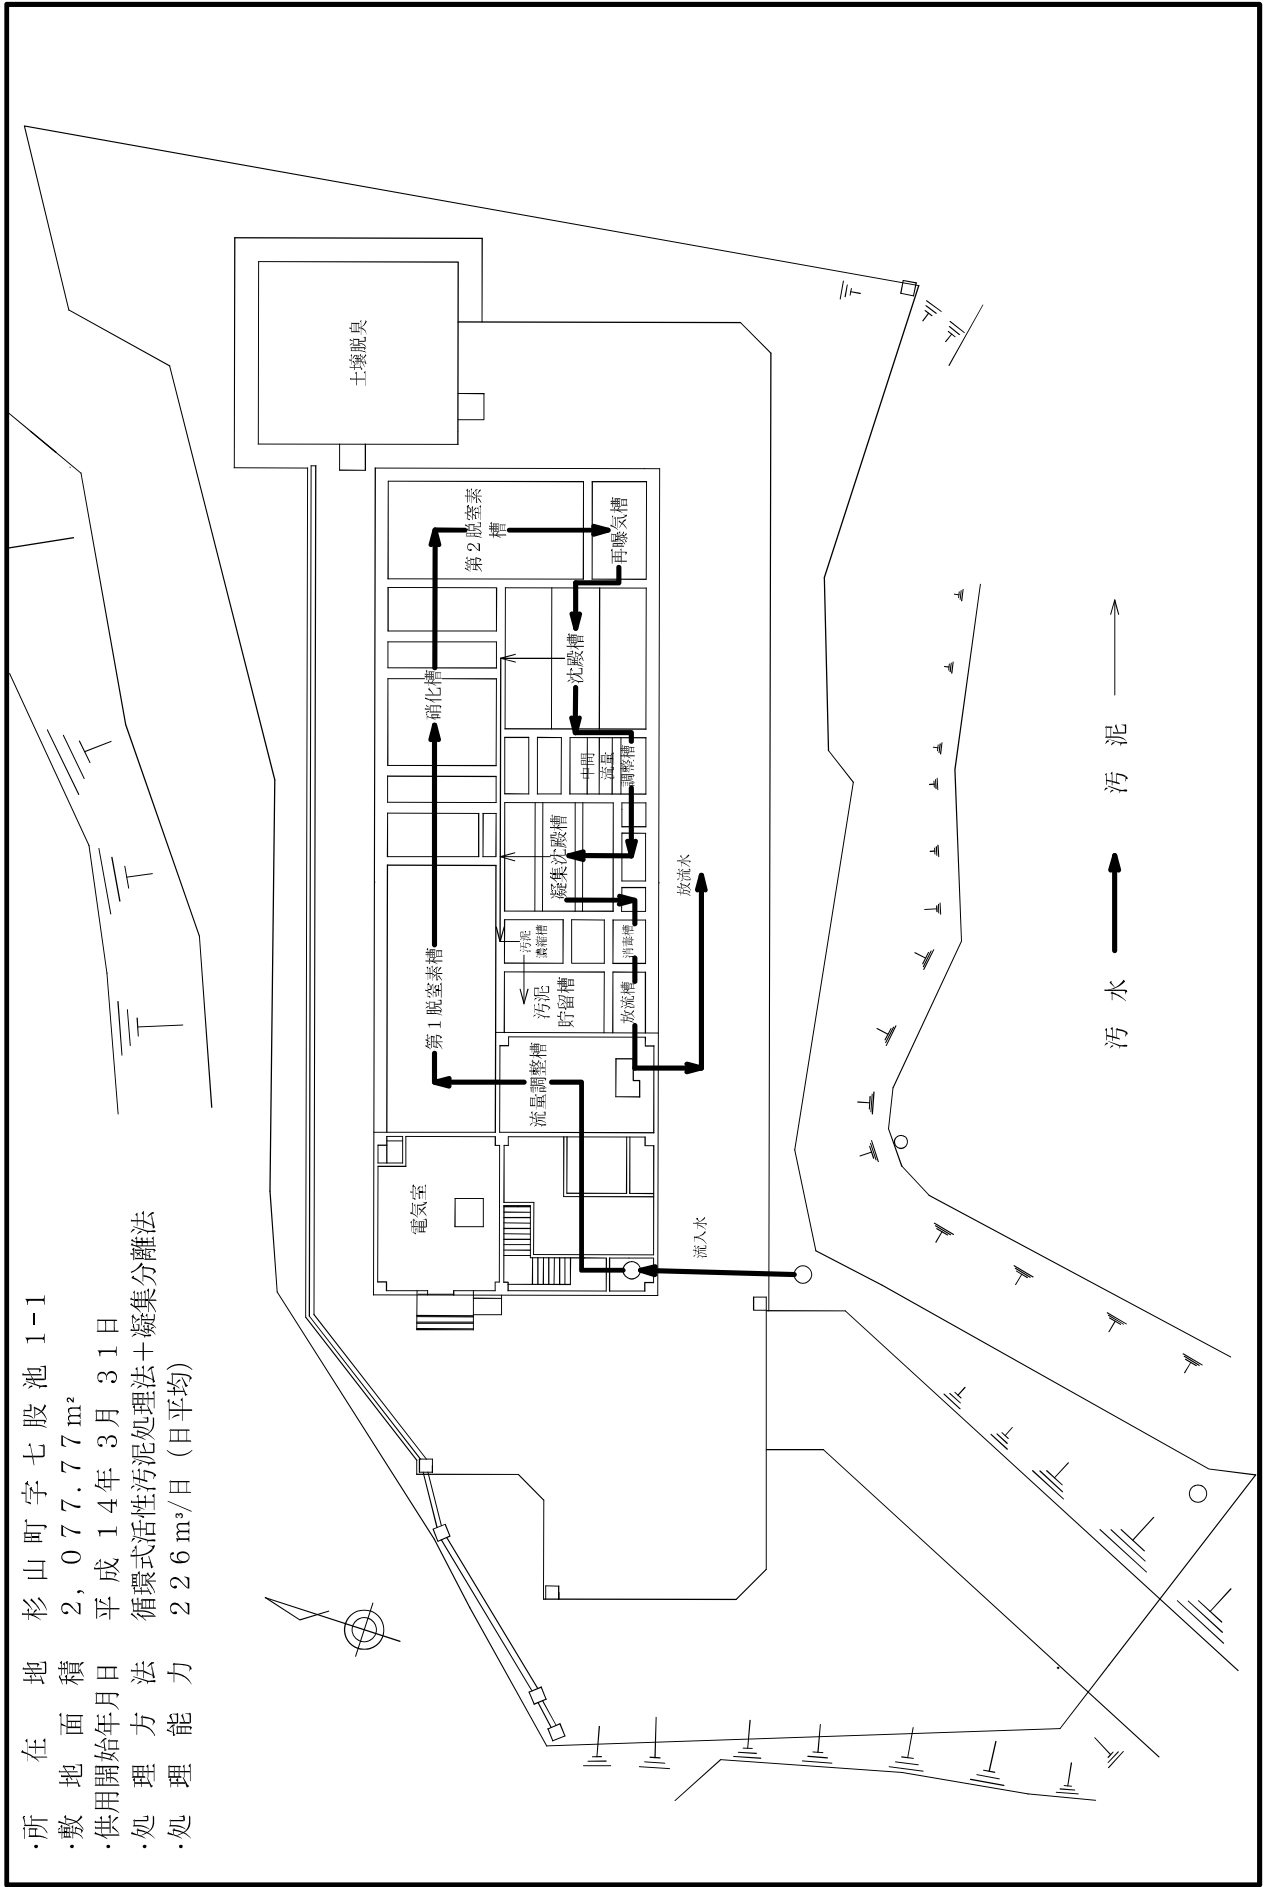 ・所在地 杉山町字七股池1-1
・敷地面積 2,077.77m²
・供用開始年月日 平成14年3月31日
・処理方法 循環式活性汚泥処理法＋凝集分離法
・処理能力 226m³/日（日平均）
土壌脱臭
第2脱窒素
槽
再曝気槽
硝化槽
沈殿槽
中間
流量
調整槽
凝集沈殿槽
放流水
第1脱窒素槽
汚泥
濃縮槽
消毒槽
汚泥
貯留槽
放流槽
流量調整槽
電気室
流入水
汚水
汚泥